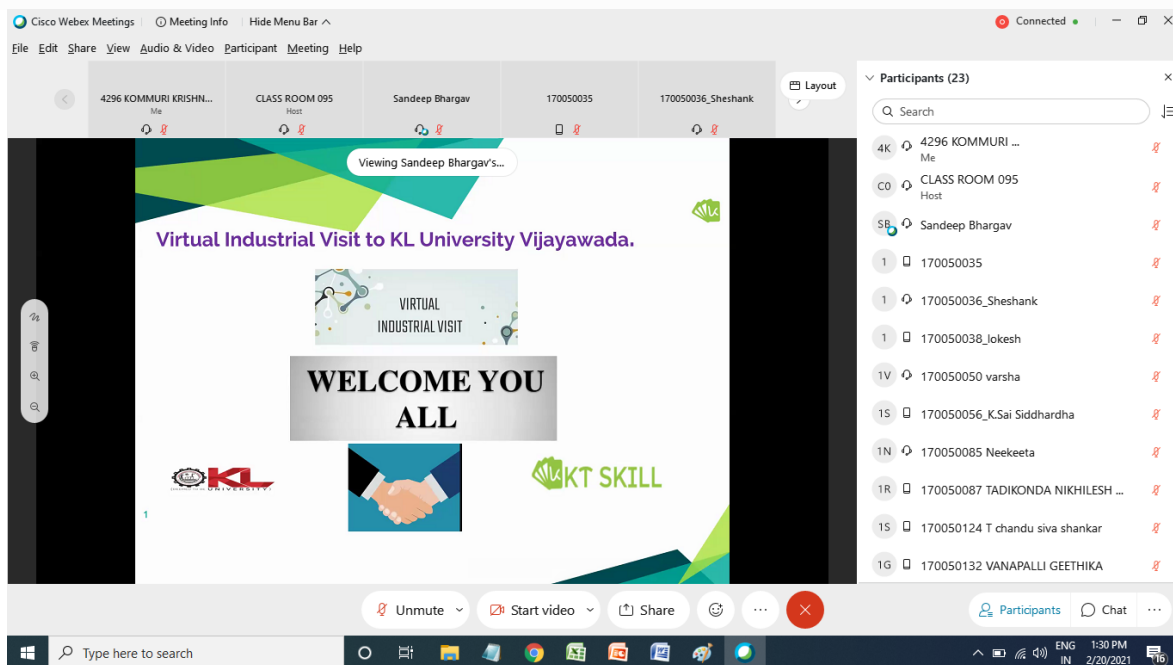 Cisco Webex Meetings
Meeting Info
Hide Menu Bar
Connected
File Edit Share View Audio & Video Participant Meeting Help
4296 KOMMURI KRISHN...
Me
CLASS ROOM 095
Host
Sandeep Bhargav
170050035
170050036_Sheshank
Layout
Viewing Sandeep Bhargav's...
Virtual Industrial Visit to KL University Vijayawada.
VIRTUAL
INDUSTRIAL VISIT
WELCOME YOU
ALL
KL
UNIVERSITY
KT SKILL
1
Participants (23)
Search
4K 4296 KOMMURI ...
Me
C0 CLASS ROOM 095
Host
SB Sandeep Bhargav
1 170050035
1 170050036_Sheshank
1 170050038_lokesh
1V 170050050 varsha
1S 170050056_K.Sai Siddhardha
1N 170050085 Neekeeta
1R 170050087 TADIKONDA NIKHILESH ...
1S 170050124 T chandu siva shankar
1G 170050132 VANAPALLI GEETHIKA
Unmute
Start video
Share
Participants
Chat
Type here to search
ENG
IN
1:30 PM
2/20/2021
16